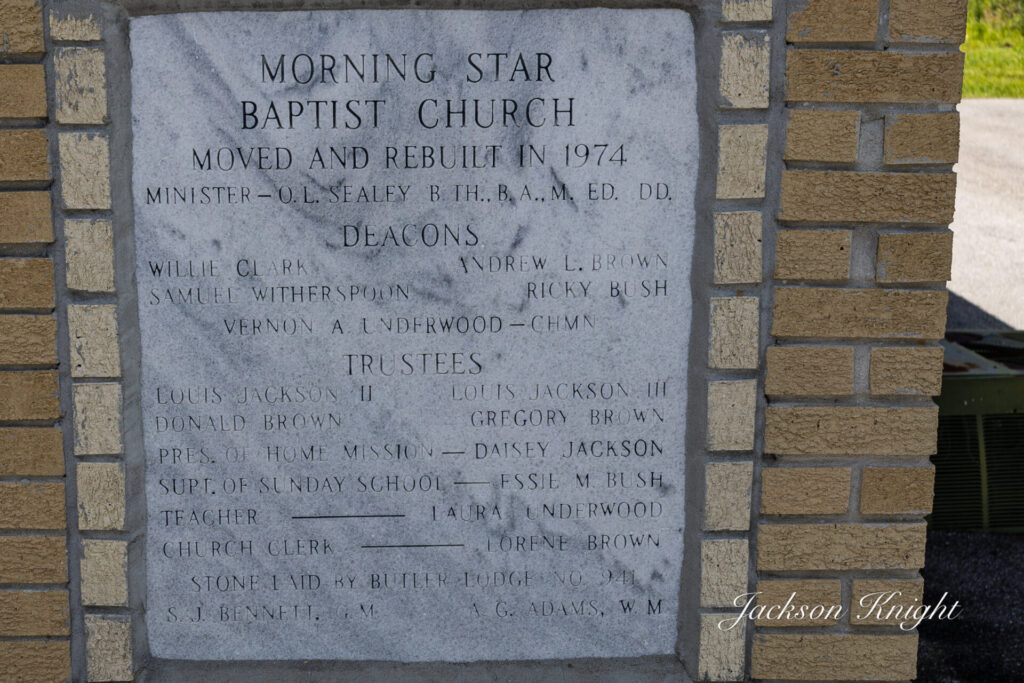 MORNING STAR
BAPTIST CHURCH
MOVED AND REBUILT IN 1974
MINISTER – O. L. SEALEY B. TH., B. A., M. ED. DD.
DEACONS
WILLIE CLARK ANDREW L. BROWN
SAMUEL WITHERSPOON RICKY BUSH
VERNON A. UNDERWOOD – CHMN
TRUSTEES
LOUIS JACKSON II LOUIS JACKSON III
DONALD BROWN GREGORY BROWN
PRES. OF HOME MISSION — DAISEY JACKSON
SUPT. OF SUNDAY SCHOOL — ESSIE M. BUSH
TEACHER — LAURA UNDERWOOD
CHURCH CLERK — LORENE BROWN
STONE LAID BY BUTLER LODGE NO. 941
S. J. BENNETT, G. M. A. G. ADAMS, W. M
Jackson Knight